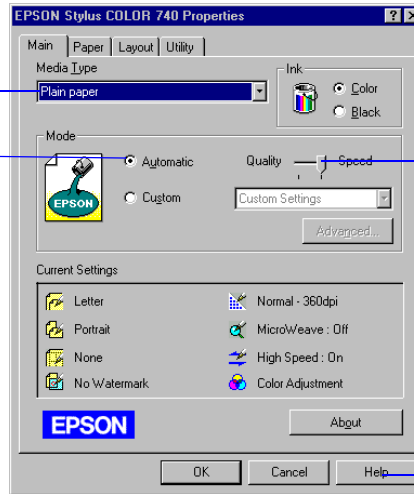 EPSON Stylus COLOR 740 Properties
Main Paper Layout Utility
Media Type
Plain paper
Ink
Color
Black
Mode
EPSON
Automatic
Custom
Quality Speed
Custom Settings
Advanced...
Current Settings
Letter Normal - 360dpi
Portrait MicroWeave : Off
None High Speed : On
No Watermark Color Adjustment
EPSON
About
OK Cancel Help